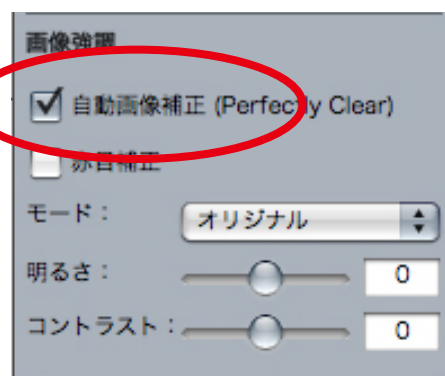 画像強調
自動画像補正 (Perfectly Clear)
赤目補正
モード： オリジナル
明るさ： 0
コントラスト： 0